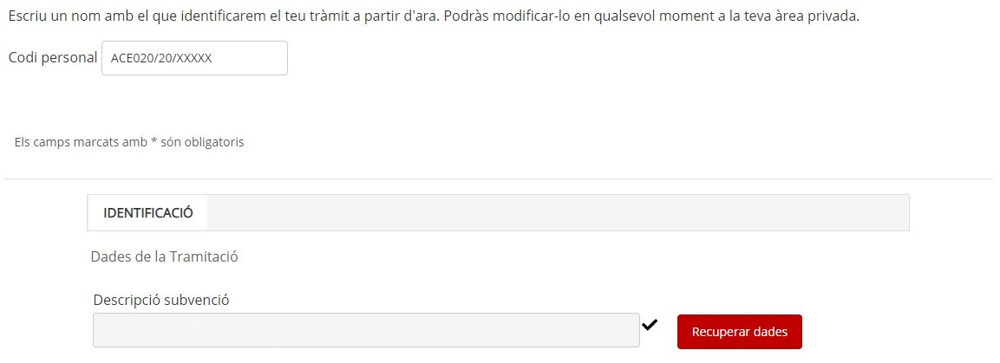 Escriu un nom amb el que identificarem el teu tràmit a partir d'ara. Podràs modificar-lo en qualsevol moment a la teva àrea privada.
Codi personal ACE020/20/XXXXX
Els camps marcats amb * són obligatoris
IDENTIFICACIÓ
Dades de la Tramitació
Descripció subvenció
Recuperar dades